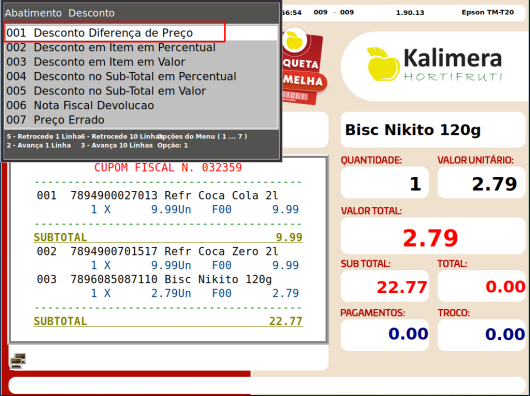 Abatimento Desconto
56:54 009 - 009 1.90.13 Epson TM-T20
001 Desconto Diferença de Preço
002 Desconto em Item em Percentual
003 Desconto em Item em Valor
004 Desconto no Sub-Total em Percentual
005 Desconto no Sub-Total em Valor
006 Nota Fiscal Devolucao
007 Preço Errado
5 - Retrocede 1 Linha 6 - Retrocede 10 Linhas Opções do Menu ( 1 ... 7 )
2 - Avança 1 Linha 3 - Avança 10 Linhas Opção: 1
QUETA
MELHA
Kalimera
HORTIFRUTI
Bisc Nikito 120g
QUANTIDADE: VALOR UNITÁRIO:
1 2.79
VALOR TOTAL:
2.79
SUB TOTAL: TOTAL:
22.77 0.00
PAGAMENTOS: TROCO:
0.00 0.00
CUPOM FISCAL N. 032359
001 7894900027013 Refr Coca Cola 2l
1 X 9.99Un F00 9.99
SUBTOTAL 9.99
002 7894900701517 Refr Coca Zero 2l
1 X 9.99Un F00 9.99
003 7896085087110 Bisc Nikito 120g
1 X 2.79Un F00 2.79
SUBTOTAL 22.77